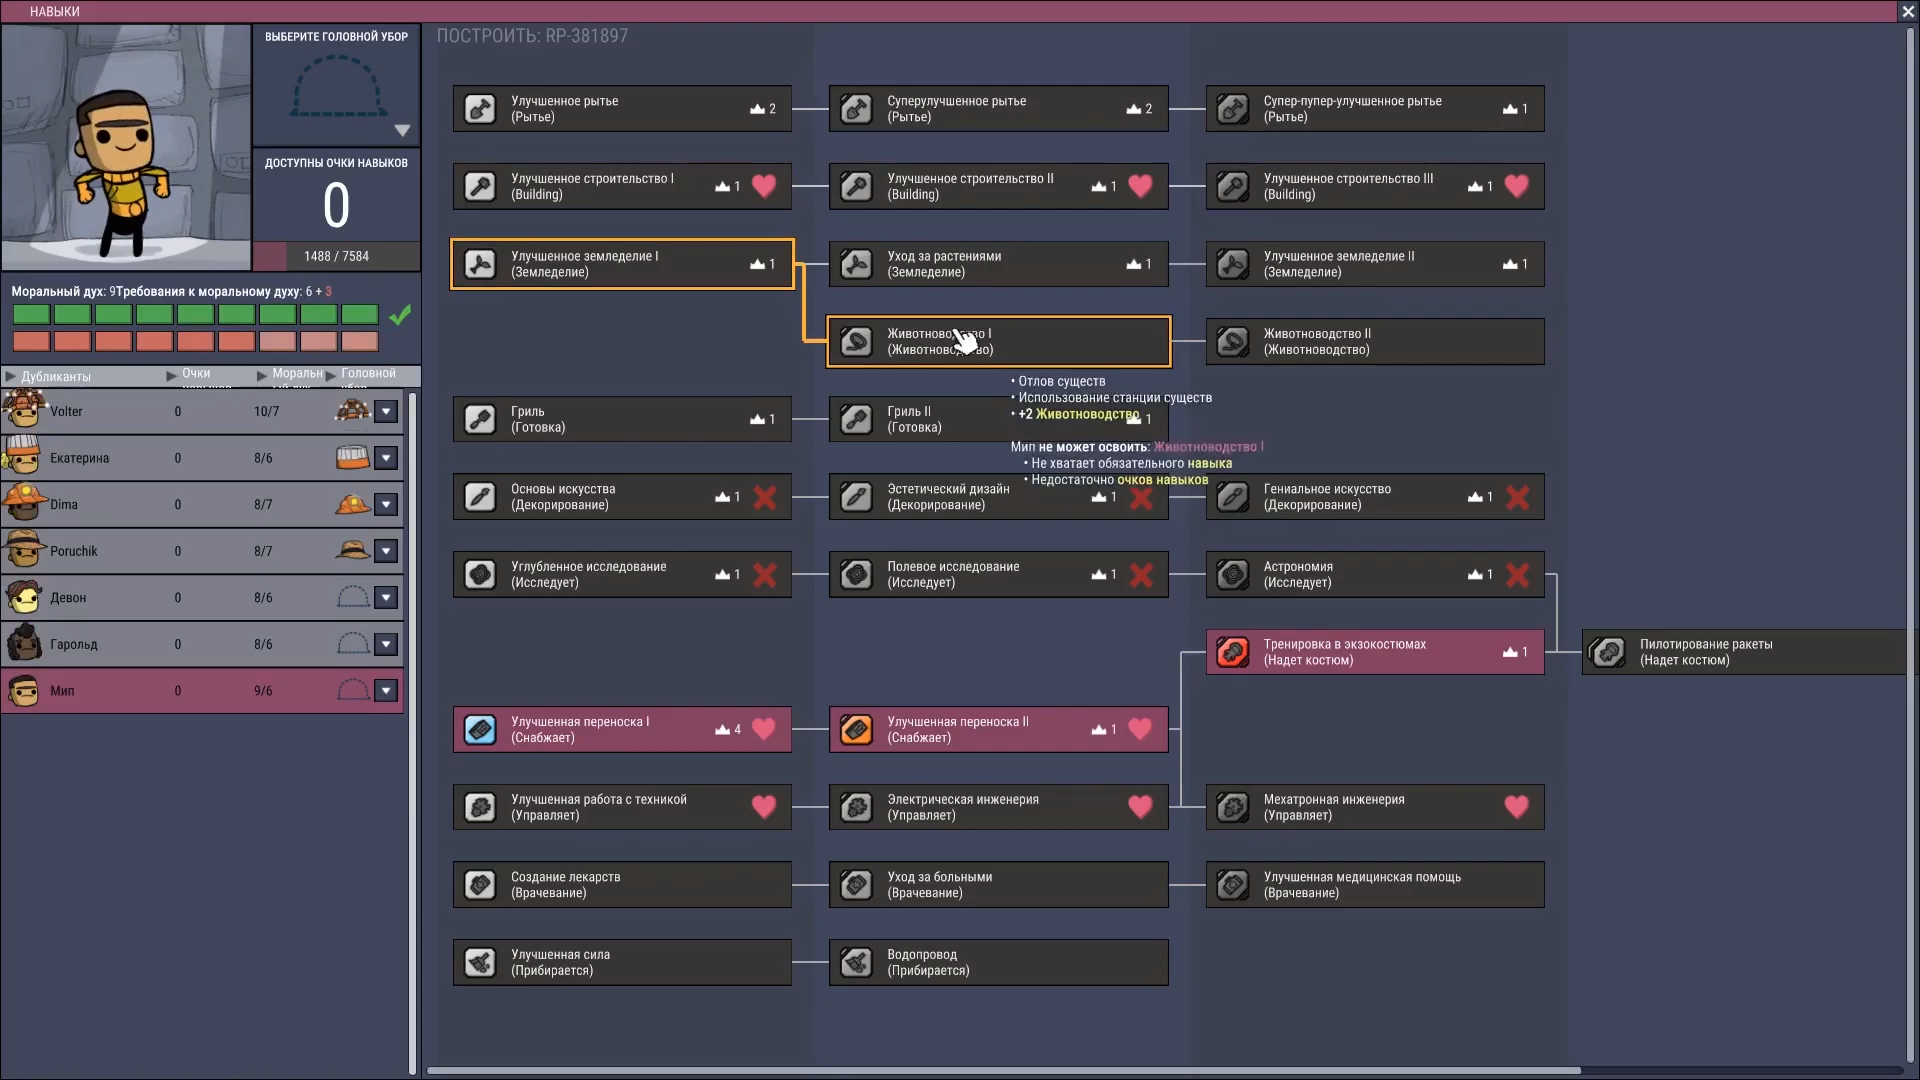 НАВЫКИ
ВЫБЕРИТЕ ГОЛОВНОЙ УБОР
ДОСТУПНЫ ОЧКИ НАВЫКОВ
0
1488 / 7584
Моральный дух: 9Требования к моральному духу: 6 + 3
Дубликанты
Очки
Моральн
Головной
Volter 0 10/7
Екатерина 0 8/6
Dima 0 8/7
Poruchik 0 8/7
Девон 0 8/6
Гарольд 0 8/6
Мип 0 9/6
ПОСТРОИТЬ: RP-381897
Улучшенное рытье
(Рытье)
2
Суперулучшенное рытье
(Рытье)
2
Супер-пупер-улучшенное рытье
(Рытье)
1
Улучшенное строительство I
(Building)
1
Улучшенное строительство II
(Building)
1
Улучшенное строительство III
(Building)
1
Улучшенное земледелие I
(Земледелие)
1
Уход за растениями
(Земледелие)
1
Улучшенное земледелие II
(Земледелие)
1
Животноводство I
(Животноводство)
Животноводство II
(Животноводство)
• Отлов существ
• Использование станции существ
• +2 Животноводство
Мип не может освоить: Животноводство I
• Не хватает обязательного навыка
• Недостаточно очков навыков
Гриль
(Готовка)
1
Гриль II
(Готовка)
1
Основы искусства
(Декорирование)
1
Эстетический дизайн
(Декорирование)
1
Гениальное искусство
(Декорирование)
1
Углубленное исследование
(Исследует)
1
Полевое исследование
(Исследует)
1
Астрономия
(Исследует)
1
Тренировка в экзокостюмах
(Надет костюм)
1
Пилотирование ракеты
(Надет костюм)
Улучшенная переноска I
(Снабжает)
4
Улучшенная переноска II
(Снабжает)
1
Улучшенная работа с техникой
(Управляет)
Электрическая инженерия
(Управляет)
Мехатронная инженерия
(Управляет)
Создание лекарств
(Врачевание)
Уход за больными
(Врачевание)
Улучшенная медицинская помощь
(Врачевание)
Улучшенная сила
(Прибирается)
Водопровод
(Прибирается)